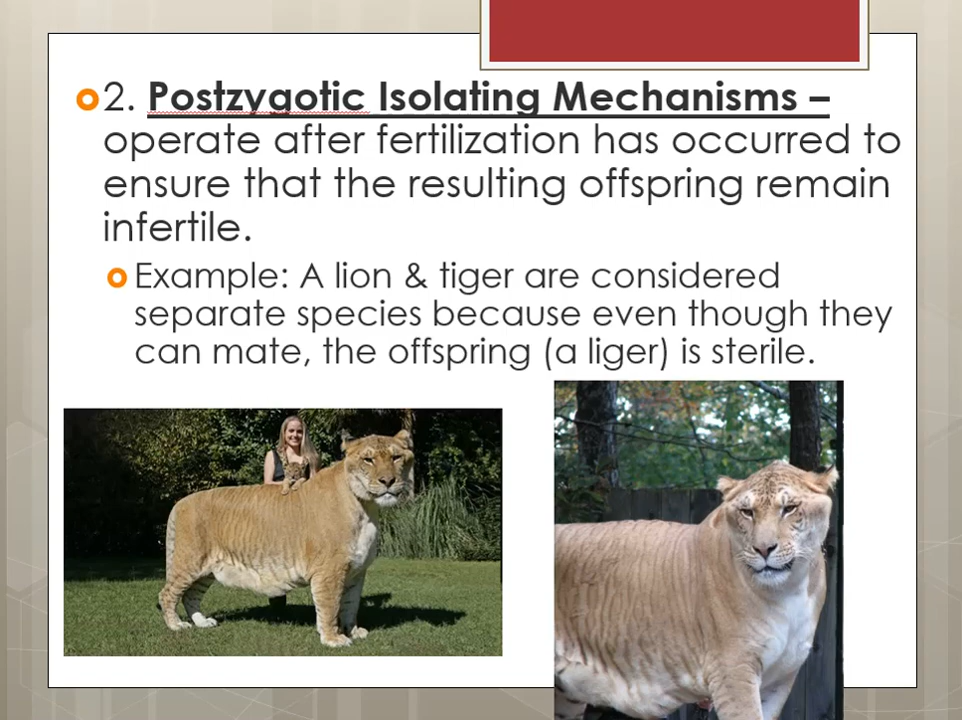 2. Postzygotic Isolating Mechanisms –
operate after fertilization has occurred to
ensure that the resulting offspring remain
infertile.
Example: A lion & tiger are considered
separate species because even though they
can mate, the offspring (a liger) is sterile.